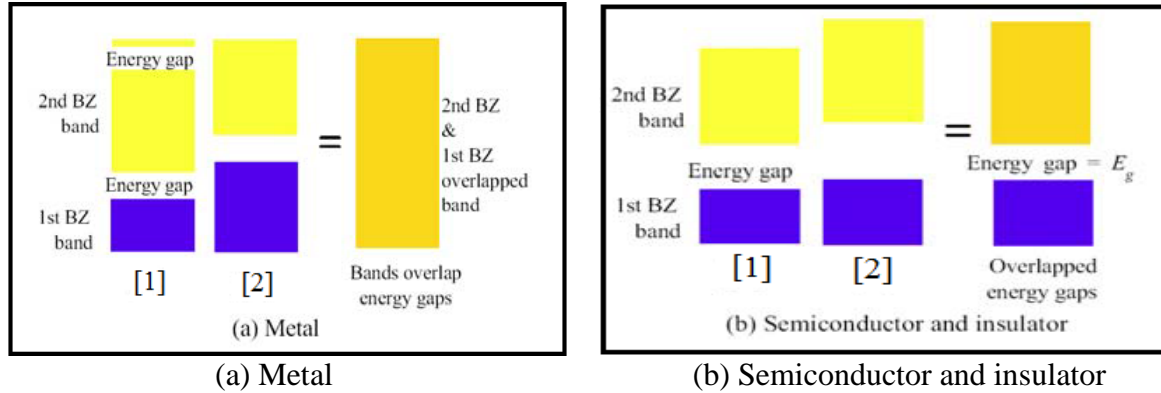 Energy gap
2nd BZ
band
Energy gap
1st BZ
band
[1]
[2]
=
2nd BZ
&
1st BZ
overlapped
band
Bands overlap
energy gaps
(a) Metal
2nd BZ
band
Energy gap
1st BZ
band
[1]
[2]
=
Energy gap = Eg
Overlapped
energy gaps
(b) Semiconductor and insulator
(a) Metal
(b) Semiconductor and insulator